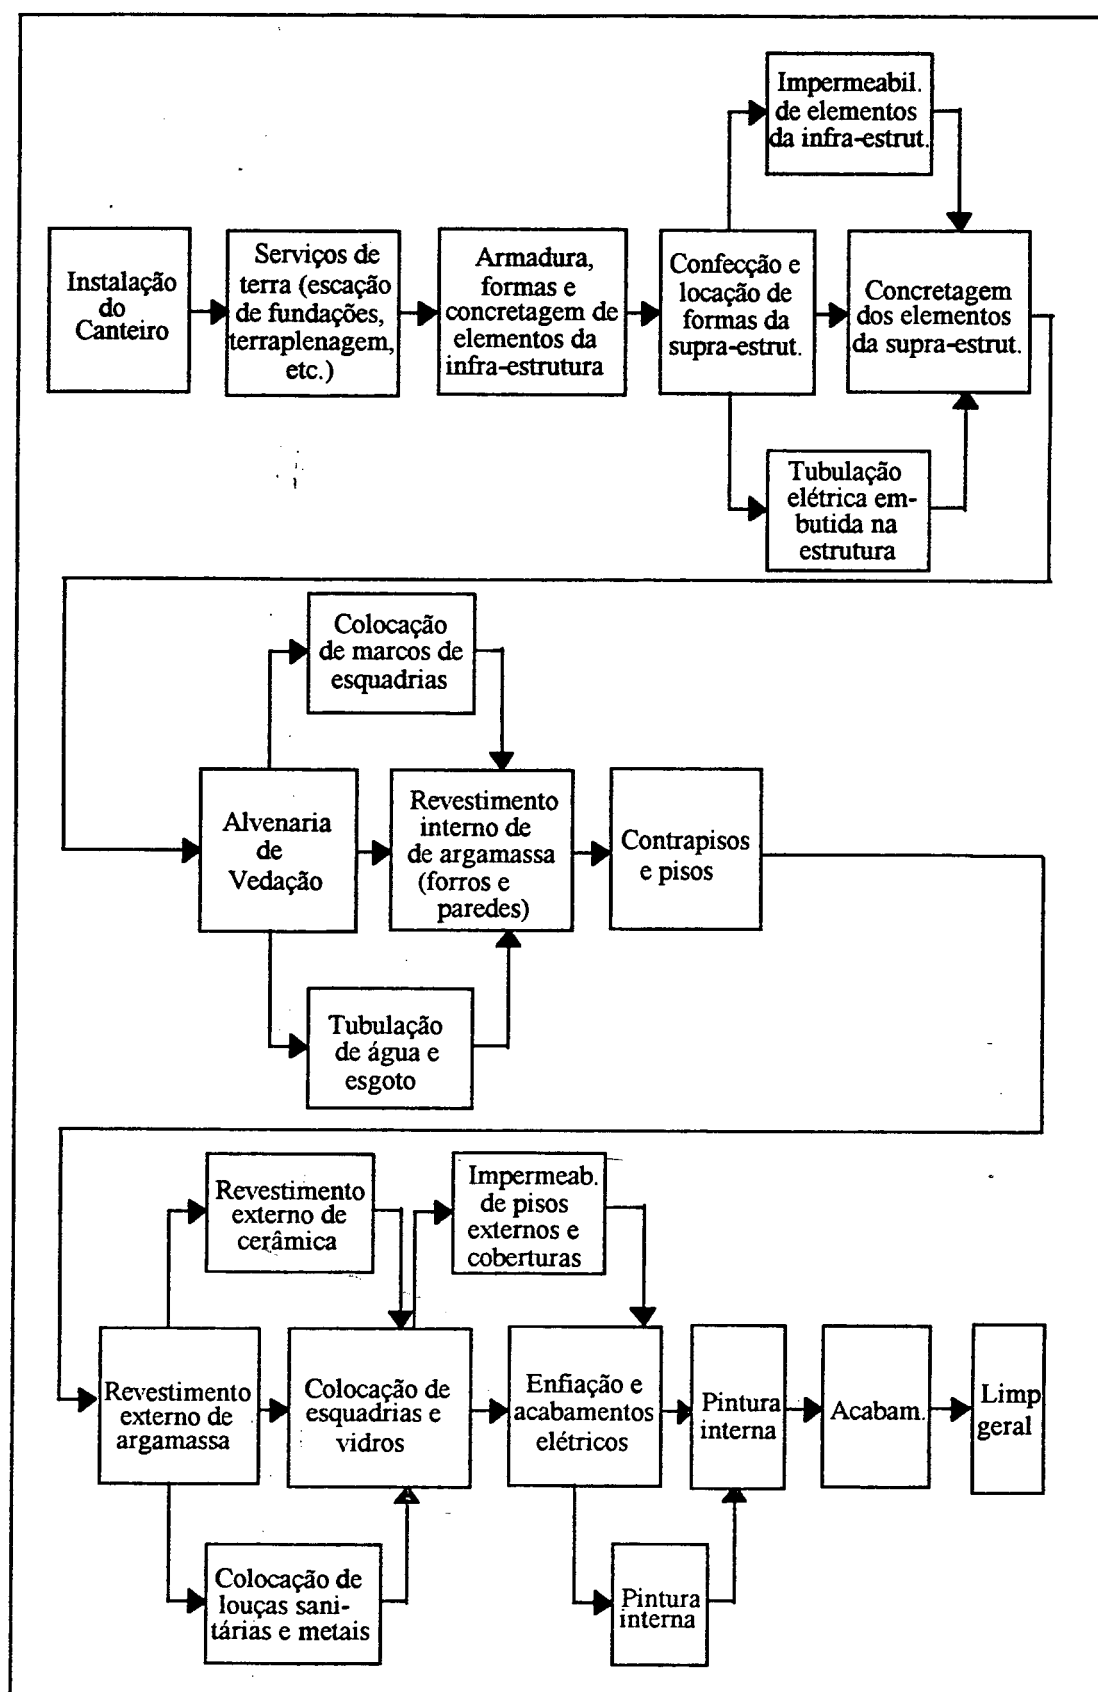 Impermeabil.
de elementos
da infra-estrut.
Instalação
do
Canteiro
Serviços de
terra (escação
de fundações,
terraplenagem,
etc.)
Armadura,
formas e
concretagem de
elementos da
infra-estrutura
Confecção e
locação de
formas da
supra-estrut.
Concretagem
dos elementos
da supra-estrut.
Tubulação
elétrica em-
butida na
estrutura
Colocação
de marcos de
esquadrias
Alvenaria
de
Vedação
Revestimento
interno de
de argamassa
(forros e
paredes)
Contrapisos
e pisos
Tubulação
de água e
esgoto
Revestimento
externo de
cerâmica
Impermeab.
de pisos
externos e
coberturas
Revestimento
externo de
argamassa
Colocação de
esquadrias e
vidros
Enfiação e
acabamentos
elétricos
Pintura
interna
Acabam.
Limp
geral
Colocação de
louças sani-
tárias e metais
Pintura
interna